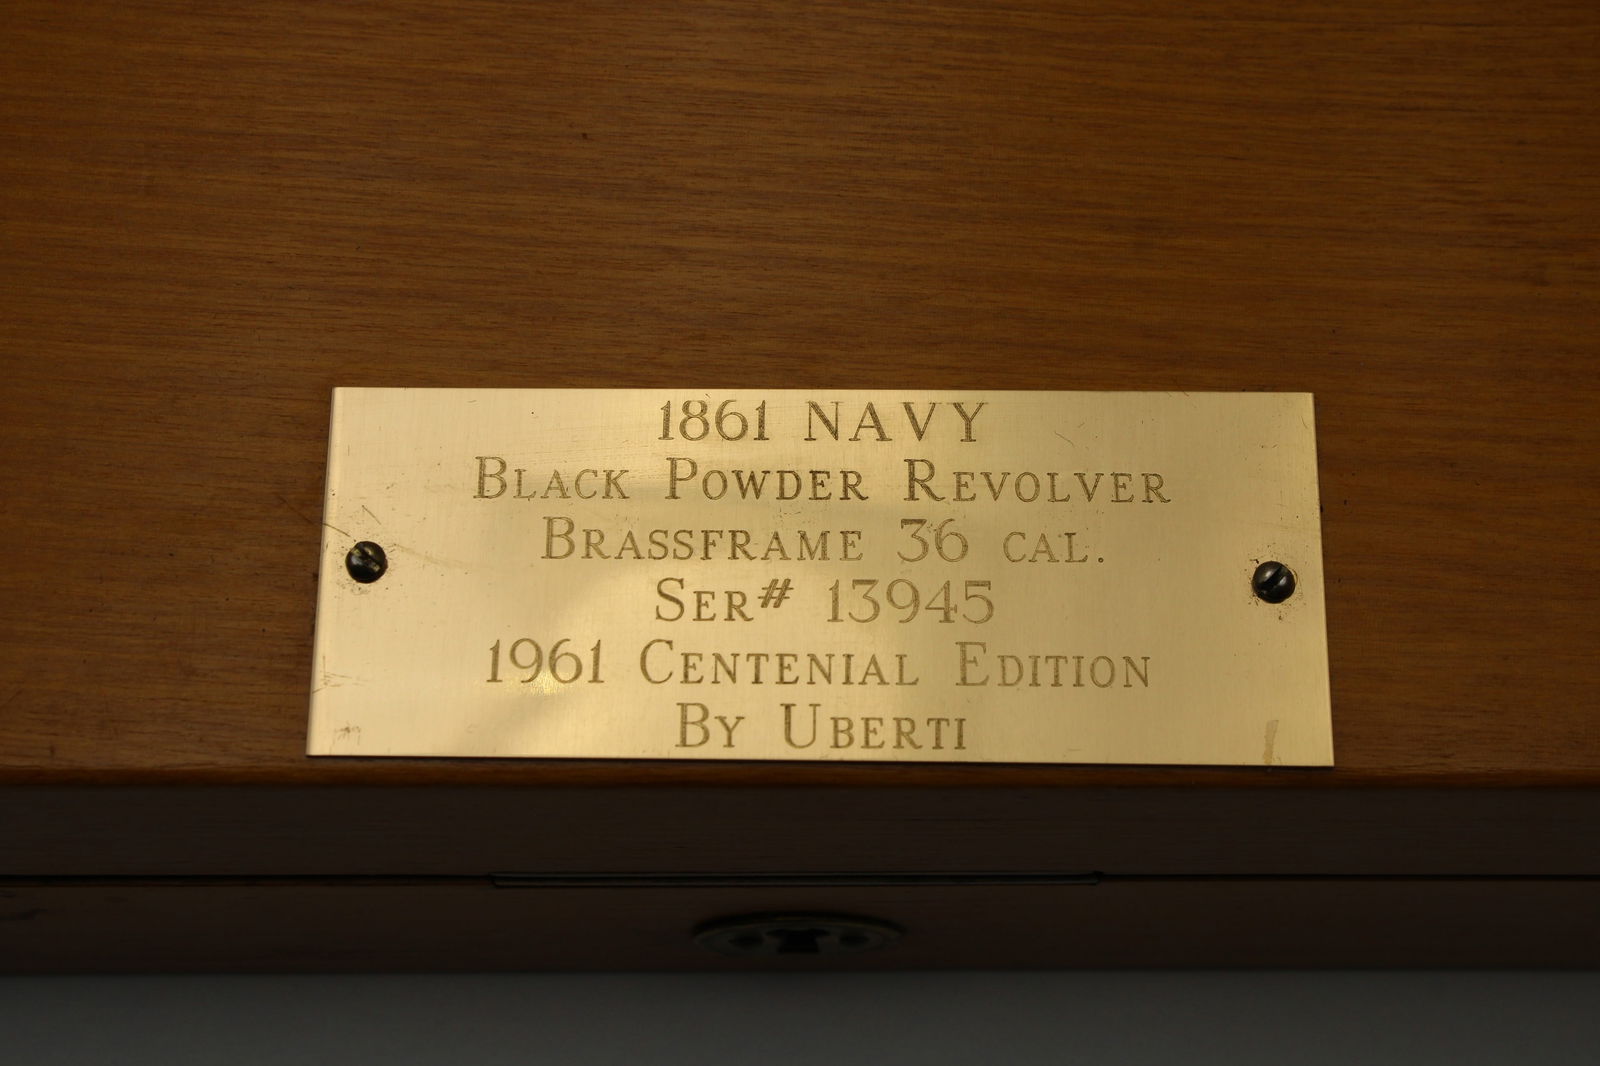 1861 NAVY
BLACK POWDER REVOLVER
BRASSFRAME 36 CAL.
SER# 13945
1961 CENTENIAL EDITION
BY UBERTI